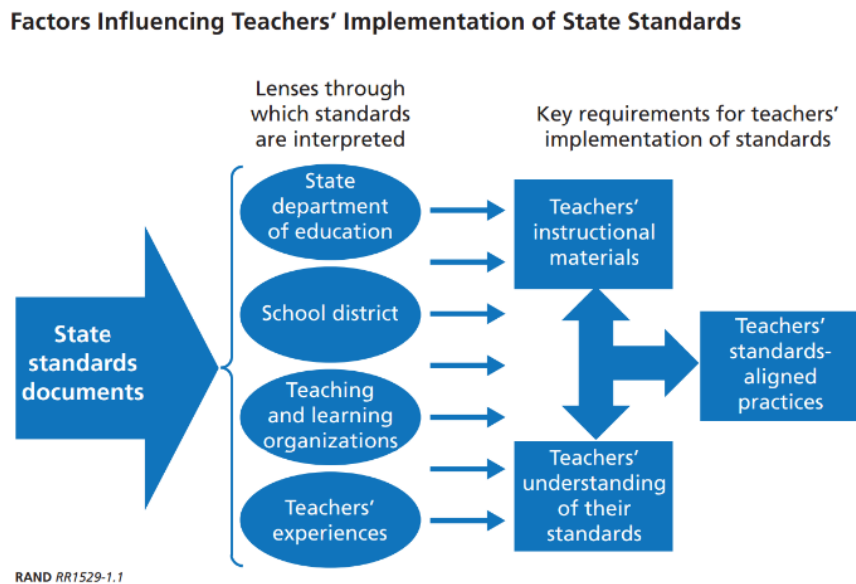 Factors Influencing Teachers’ Implementation of State Standards
Lenses through
which standards
are interpreted
Key requirements for teachers’
implementation of standards
State
standards
documents
State
department
of education
School district
Teaching
and learning
organizations
Teachers’
experiences
Teachers’
instructional
materials
Teachers’
understanding
of their
standards
Teachers’
standards-
aligned
practices
RAND RR1529-1.1